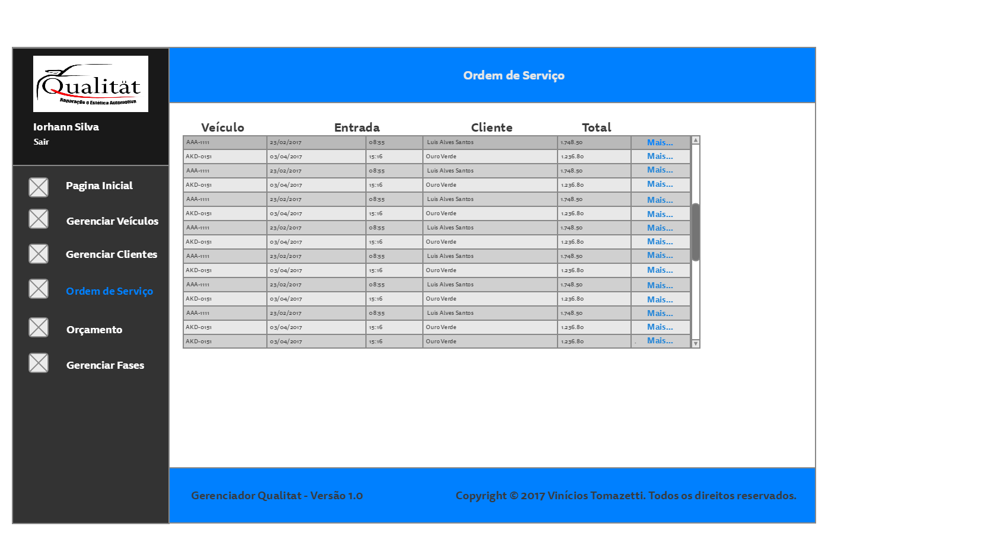 Qualität
Reparação e Estética Automotiva
Iorhann Silva
Sair
Pagina Inicial
Gerenciar Veículos
Gerenciar Clientes
Ordem de Serviço
Orçamento
Gerenciar Fases
Ordem de Serviço
Veículo Entrada Cliente Total
AAA-1111 23/02/2017 08:55 Luis Alves Santos 1.748.50 Mais...
AKD-0151 03/04/2017 15:16 Ouro Verde 1.236.80 Mais...
AAA-1111 23/02/2017 08:55 Luis Alves Santos 1.748.50 Mais...
AKD-0151 03/04/2017 15:16 Ouro Verde 1.236.80 Mais...
AAA-1111 23/02/2017 08:55 Luis Alves Santos 1.748.50 Mais...
AKD-0151 03/04/2017 15:16 Ouro Verde 1.236.80 Mais...
AAA-1111 23/02/2017 08:55 Luis Alves Santos 1.748.50 Mais...
AKD-0151 03/04/2017 15:16 Ouro Verde 1.236.80 Mais...
AAA-1111 23/02/2017 08:55 Luis Alves Santos 1.748.50 Mais...
AKD-0151 03/04/2017 15:16 Ouro Verde 1.236.80 Mais...
AAA-1111 23/02/2017 08:55 Luis Alves Santos 1.748.50 Mais...
AKD-0151 03/04/2017 15:16 Ouro Verde 1.236.80 Mais...
AAA-1111 23/02/2017 08:55 Luis Alves Santos 1.748.50 Mais...
AKD-0151 03/04/2017 15:16 Ouro Verde 1.236.80 Mais...
AKD-0151 03/04/2017 15:16 Ouro Verde 1.236.80 . Mais...
Gerenciador Qualitat - Versão 1.0
Copyright © 2017 Vinícios Tomazetti. Todos os direitos reservados.